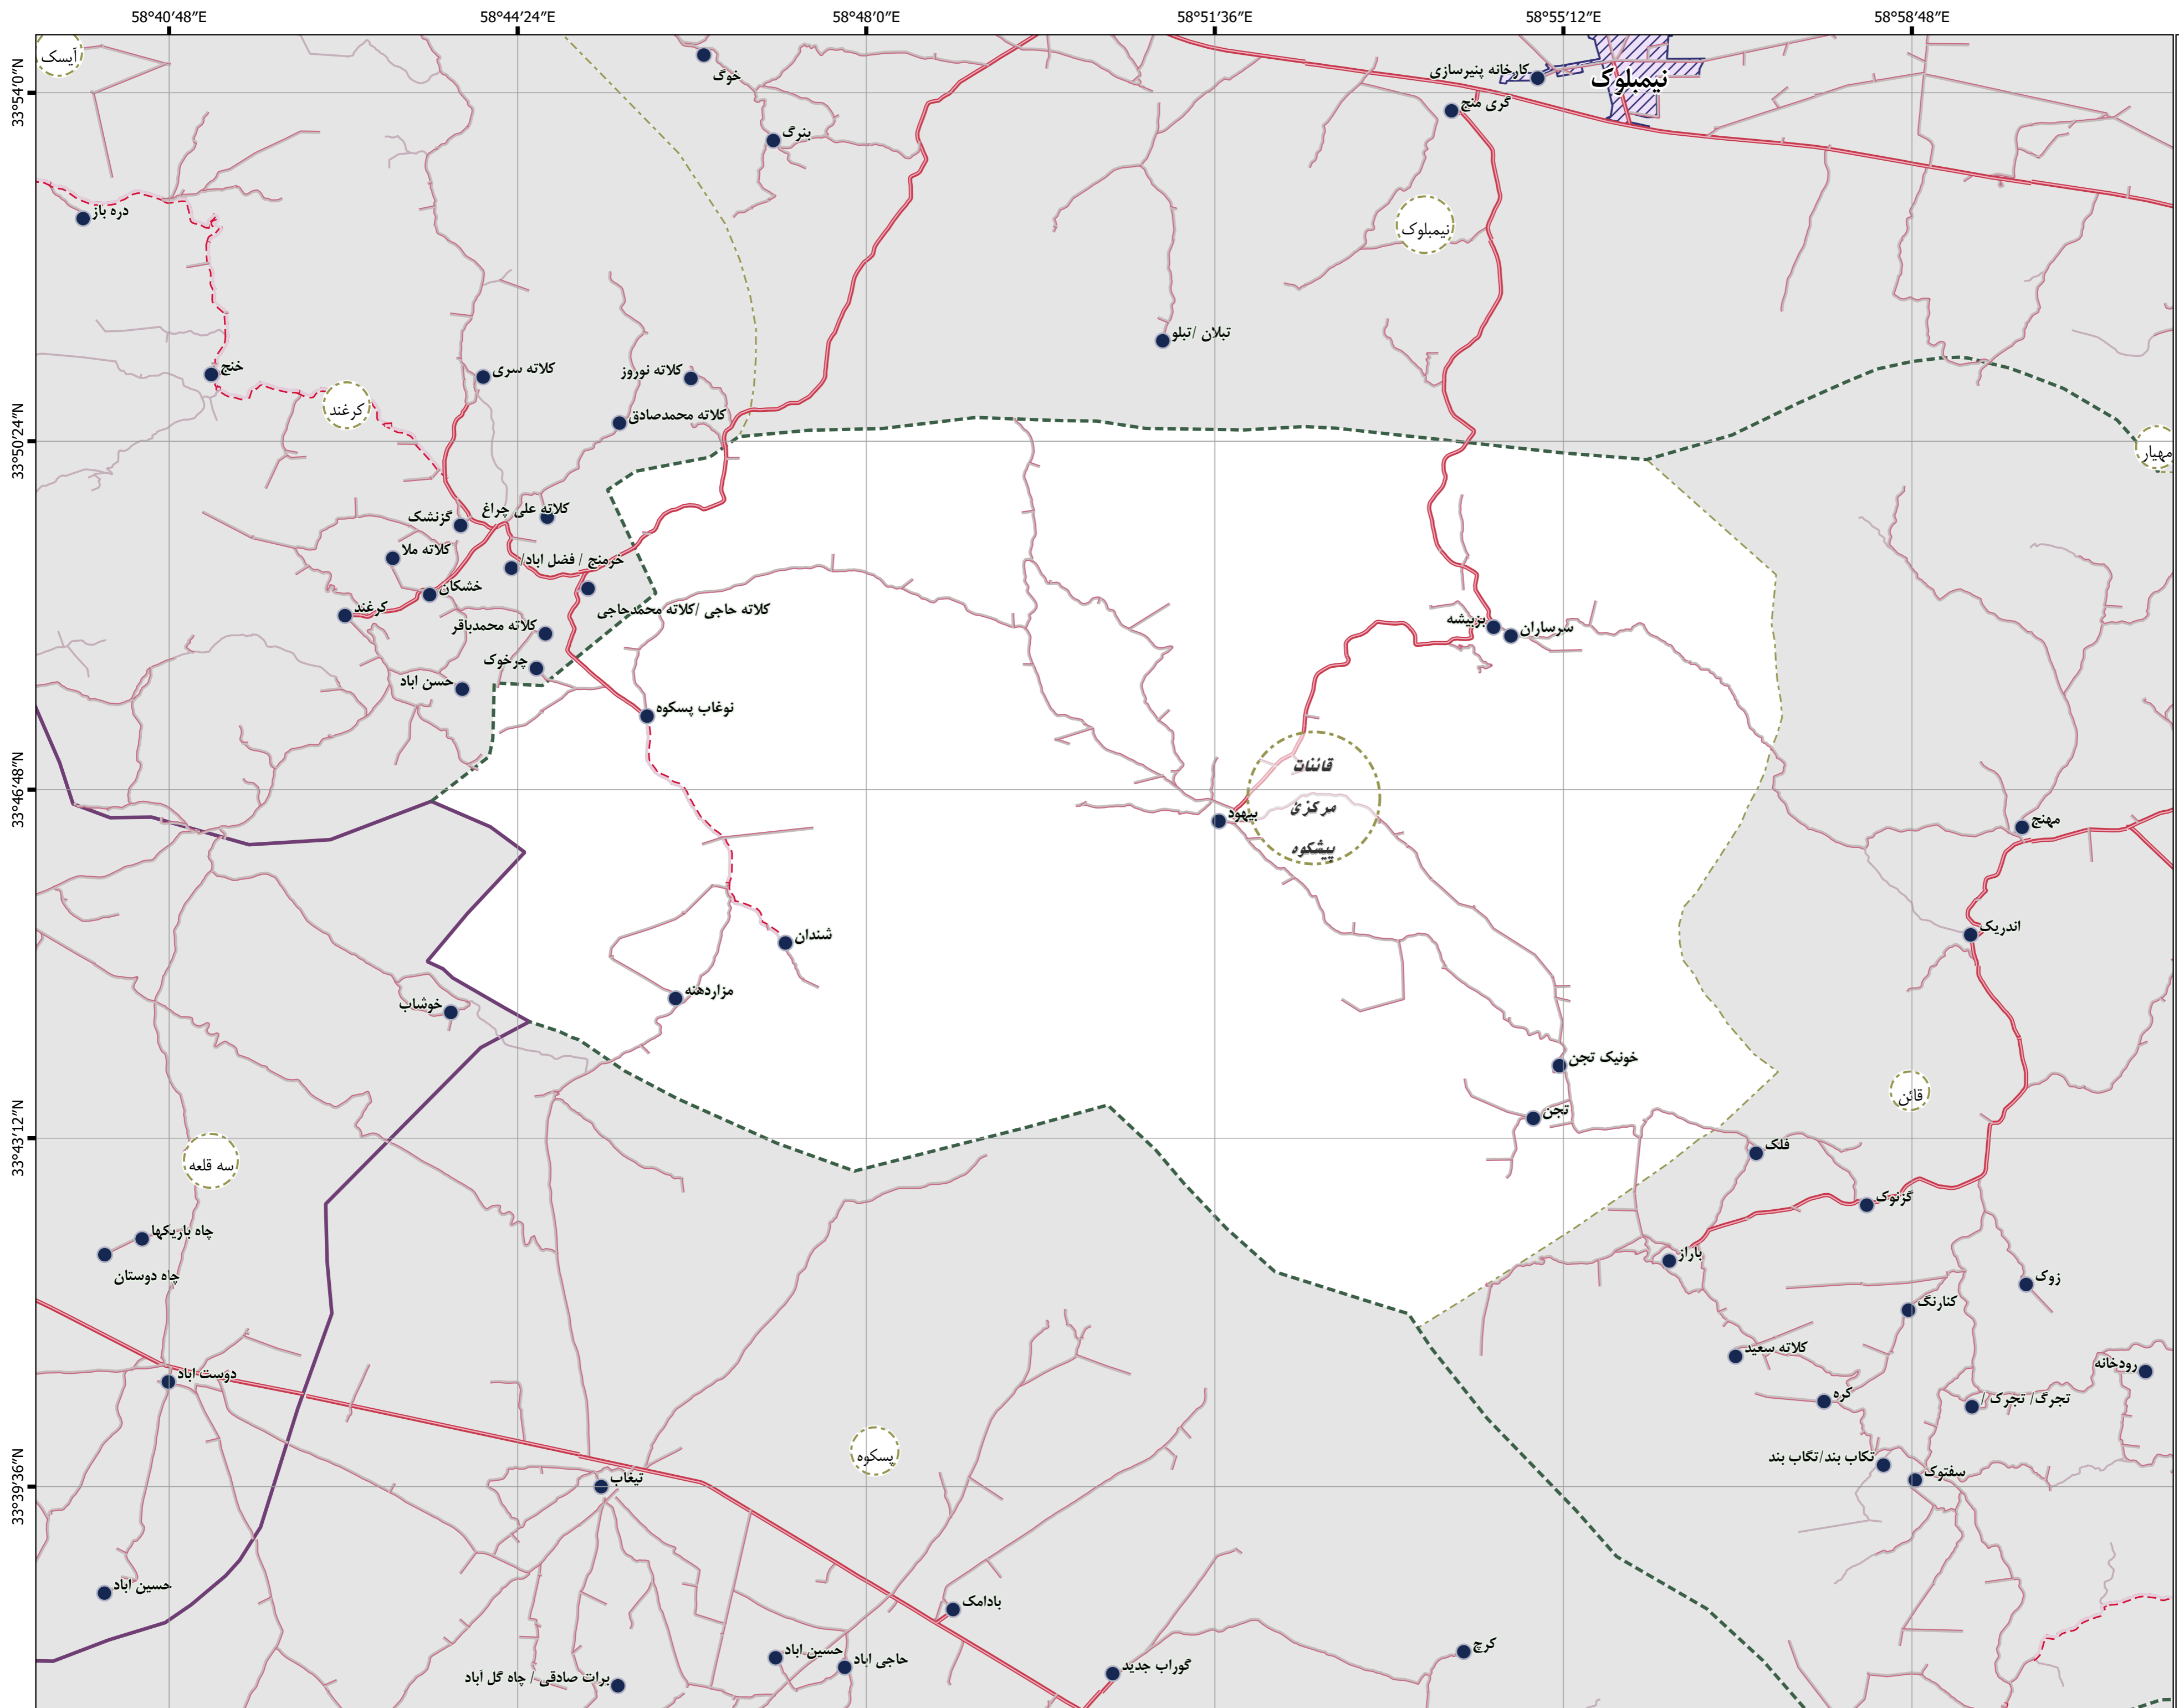 58°40′48″E
58°44′24″E
58°48′0″E
58°51′36″E
58°55′12″E
58°58′48″E
33°54′0″N
33°50′24″N
33°46′48″N
33°43′12″N
33°39′36″N
آیسک
خوگ
کارخانه پنیرسازی
نیمبلوک
گری منج
بنرگ
دره باز
نیمبلوک
تبلان /تبلو
خنج
کلاته سری
کلاته نوروز
کرغند
کلاته محمدصادق
مهیار
کلاته علی چراغ
گزنشک
کلاته ملا
خرمنج / فضل اباد/
خشکان
کرغند
کلاته حاجی /کلاته محمدحاجی
کلاته محمدباقر
بزبیشه
سرساران
چرخوک
حسن اباد
نوغاب پسکوه
قائنات
مرکزی
پیشکوه
بیهود
مهنج
اندریک
شندان
مزاردهنه
خوشاب
خونیک تجن
قائن
تجن
فلک
سه قلعه
گزنوک
چاه باریکها
چاه دوستان
باراز
زوک
کنارنگ
کلاته سعید
رودخانه
دوست اباد
کره
تجرگ/ تجرک /
پسکوه
تکاب بند/تگاب بند
سفتوک
تیغاب
حسین اباد
بادامک
کرچ
حسین اباد
حاجی اباد
گوراب جدید
برات صادقی / چاه گل آباد